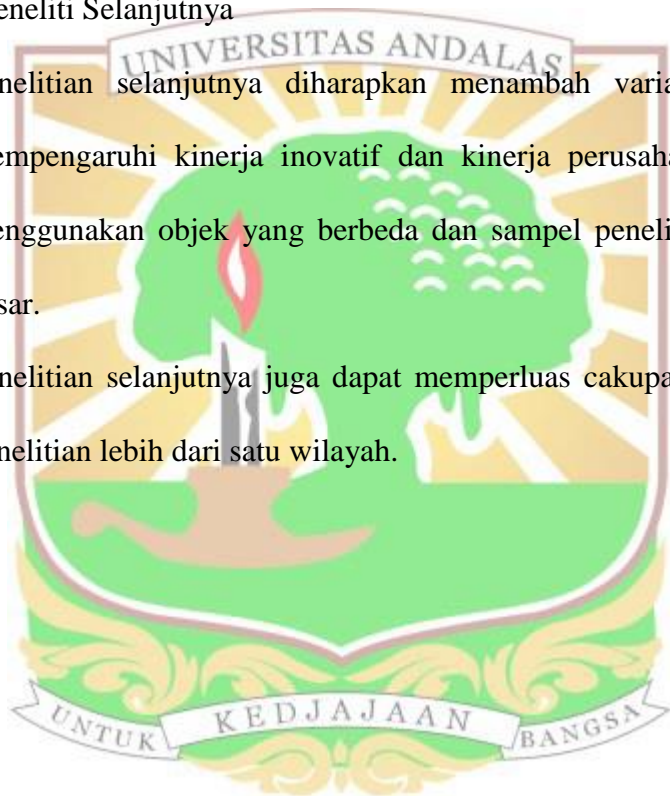 eneliti Selanjutnya
UNIVERSITAS ANDALAS
nelitian selanjutnya diharapkan menambah varia
empengaruhi kinerja inovatif dan kinerja perusaha
enggunakan objek yang berbeda dan sampel peneli
sar.
nelitian selanjutnya juga dapat memperluas cakupa
nelitian lebih dari satu wilayah.
UNTUK KEDJAJAAN BANGSA